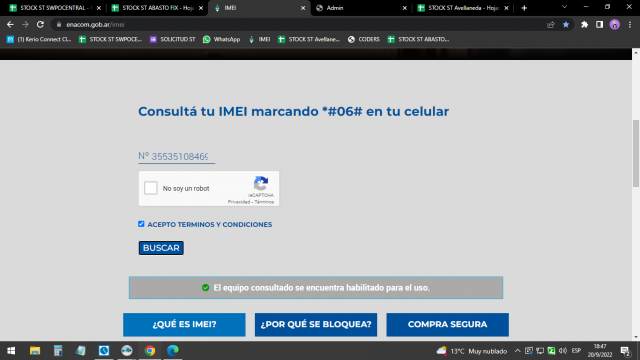 STOCK ST SWPOCENTRAL -
STOCK ST ABASTO FIX - Hoja
IMEI
Admin
STOCK ST Avellaneda - Hoja
enacom.gob.ar/imei
(1) Kerio Connect Cl...
STOCK ST SWPOCE...
SOLICITUD ST
WhatsApp
IMEI
STOCK ST Avellane...
CODERS
STOCK ST ABASTO...
Consultá tu IMEI marcando *#06# en tu celular
Nº 35535108469
No soy un robot
reCAPTCHA
Privacidad - Términos
ACEPTO TERMINOS Y CONDICIONES
BUSCAR
El equipo consultado se encuentra habilitado para el uso.
¿QUÉ ES IMEI?
¿POR QUÉ SE BLOQUEA?
COMPRA SEGURA
13°C Muy nublado
ESP
18:47
20/9/2022